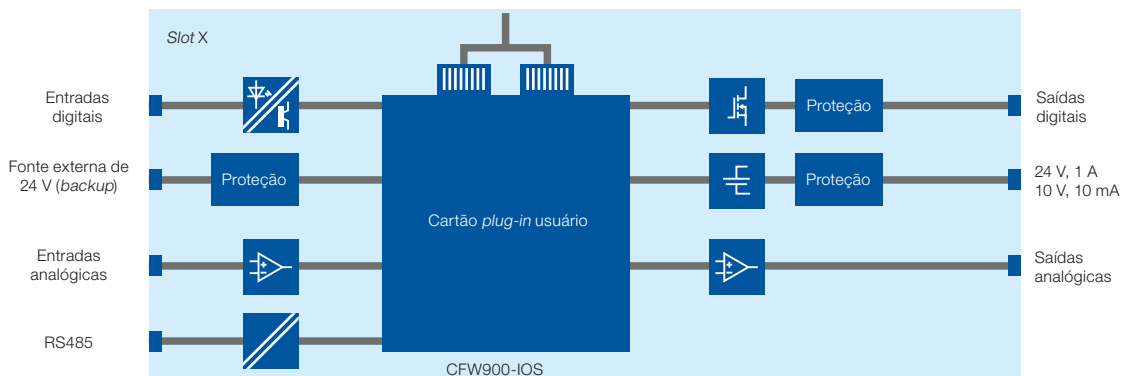 Slot X
Entradas
digitais
Proteção
Saídas
digitais
Fonte externa de
24 V (backup)
Proteção
Proteção
24 V, 1 A
10 V, 10 mA
Cartão plug-in usuário
Entradas
analógicas
Saídas
analógicas
RS485
CFW900-IOS